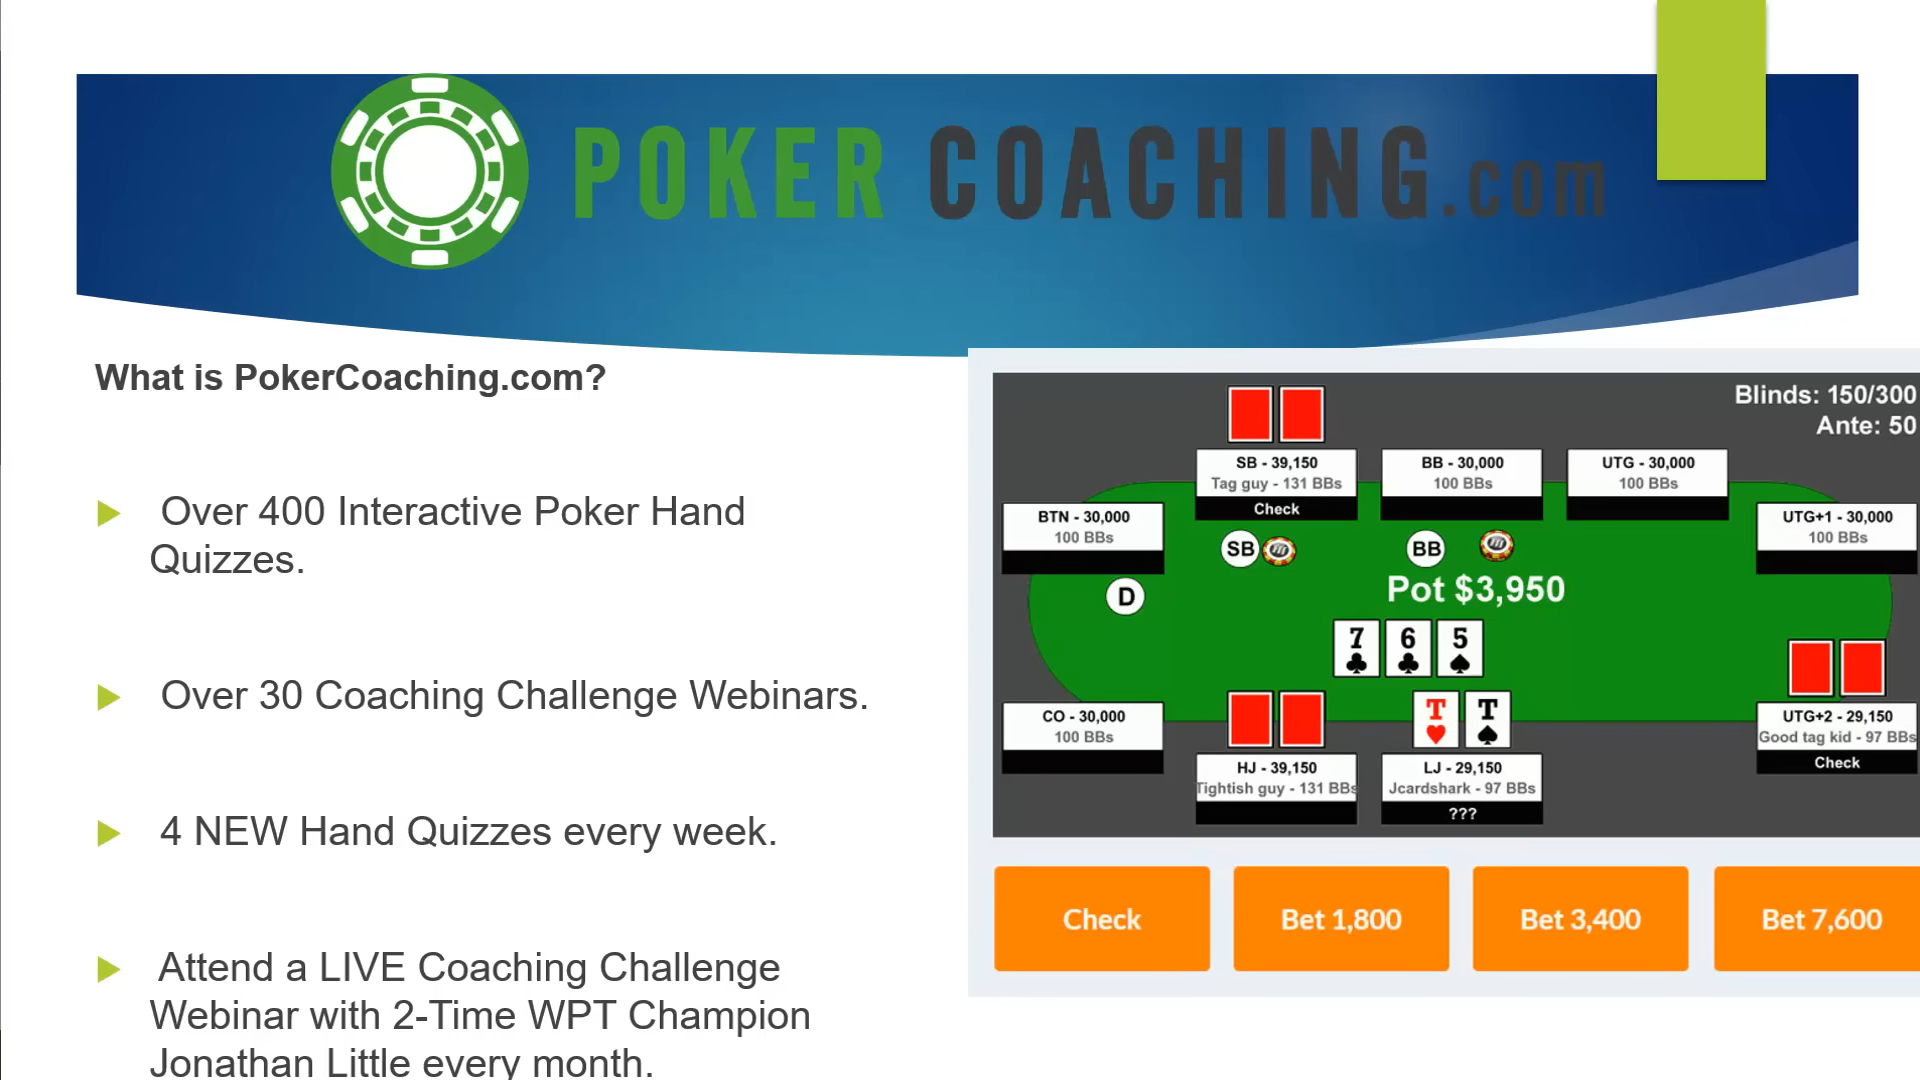 POKER COACHING.com
What is PokerCoaching.com?
Over 400 Interactive Poker Hand
Quizzes.
Over 30 Coaching Challenge Webinars.
4 NEW Hand Quizzes every week.
Attend a LIVE Coaching Challenge
Webinar with 2-Time WPT Champion
Jonathan Little every month.
Blinds: 150/300
Ante: 50
SB - 39,150
Tag guy - 131 BBs
Check
BB - 30,000
100 BBs
UTG - 30,000
100 BBs
BTN - 30,000
100 BBs
UTG+1 - 30,000
100 BBs
SB
BB
D
Pot $3,950
7 6 5
T T
CO - 30,000
100 BBs
UTG+2 - 29,150
Good tag kid - 97 BBs
Check
HJ - 39,150
Tightish guy - 131 BBs
LJ - 29,150
Jcardshark - 97 BBs
???
Check
Bet 1,800
Bet 3,400
Bet 7,600